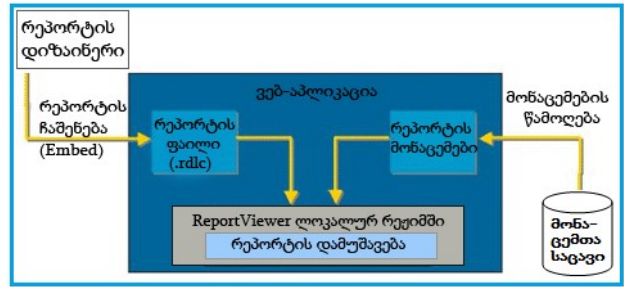 რეპორტის
დიზაინერი
ვებ-აპლიკაცია
რეპორტის
ჩაშენება
(Embed)
რეპორტის
ფაილი
(.rdlc)
რეპორტის
მონაცემები
მონაცემების
წამოღება
ReportViewer ლოკალურ რეჟიმში
რეპორტის დამუშავება
მონა-
ცემთა
საცავი